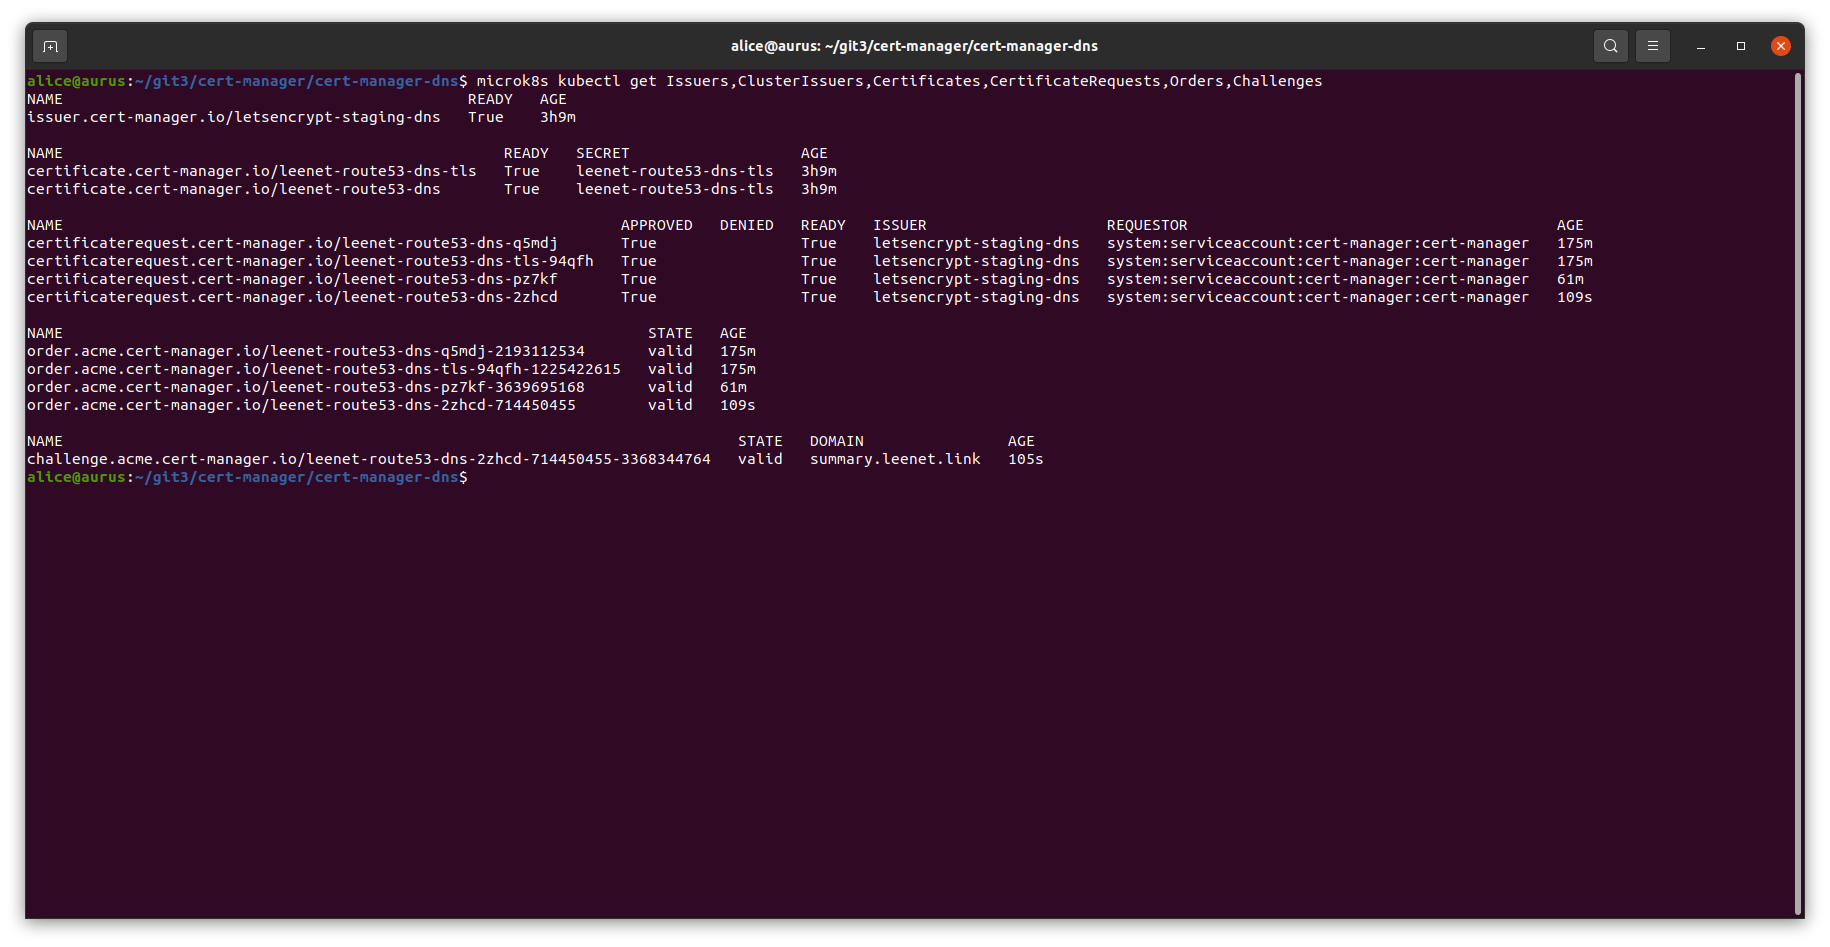 alice@aurus: ~/git3/cert-manager/cert-manager-dns
alice@aurus:~/git3/cert-manager/cert-manager-dns$ microk8s kubectl get Issuers,ClusterIssuers,Certificates,CertificateRequests,Orders,Challenges
NAME READY AGE
issuer.cert-manager.io/letsencrypt-staging-dns True 3h9m
NAME READY SECRET AGE
certificate.cert-manager.io/leenet-route53-dns-tls True leenet-route53-dns-tls 3h9m
certificate.cert-manager.io/leenet-route53-dns True leenet-route53-dns-tls 3h9m
NAME APPROVED DENIED READY ISSUER REQUESTOR AGE
certificaterequest.cert-manager.io/leenet-route53-dns-q5mdj True True letsencrypt-staging-dns system:serviceaccount:cert-manager:cert-manager 175m
certificaterequest.cert-manager.io/leenet-route53-dns-tls-94qfh True True letsencrypt-staging-dns system:serviceaccount:cert-manager:cert-manager 175m
certificaterequest.cert-manager.io/leenet-route53-dns-pz7kf True True letsencrypt-staging-dns system:serviceaccount:cert-manager:cert-manager 61m
certificaterequest.cert-manager.io/leenet-route53-dns-2zhcd True True letsencrypt-staging-dns system:serviceaccount:cert-manager:cert-manager 109s
NAME STATE AGE
order.acme.cert-manager.io/leenet-route53-dns-q5mdj-2193112534 valid 175m
order.acme.cert-manager.io/leenet-route53-dns-tls-94qfh-1225422615 valid 175m
order.acme.cert-manager.io/leenet-route53-dns-pz7kf-3639695168 valid 61m
order.acme.cert-manager.io/leenet-route53-dns-2zhcd-714450455 valid 109s
NAME STATE DOMAIN AGE
challenge.acme.cert-manager.io/leenet-route53-dns-2zhcd-714450455-3368344764 valid summary.leenet.link 105s
alice@aurus:~/git3/cert-manager/cert-manager-dns$